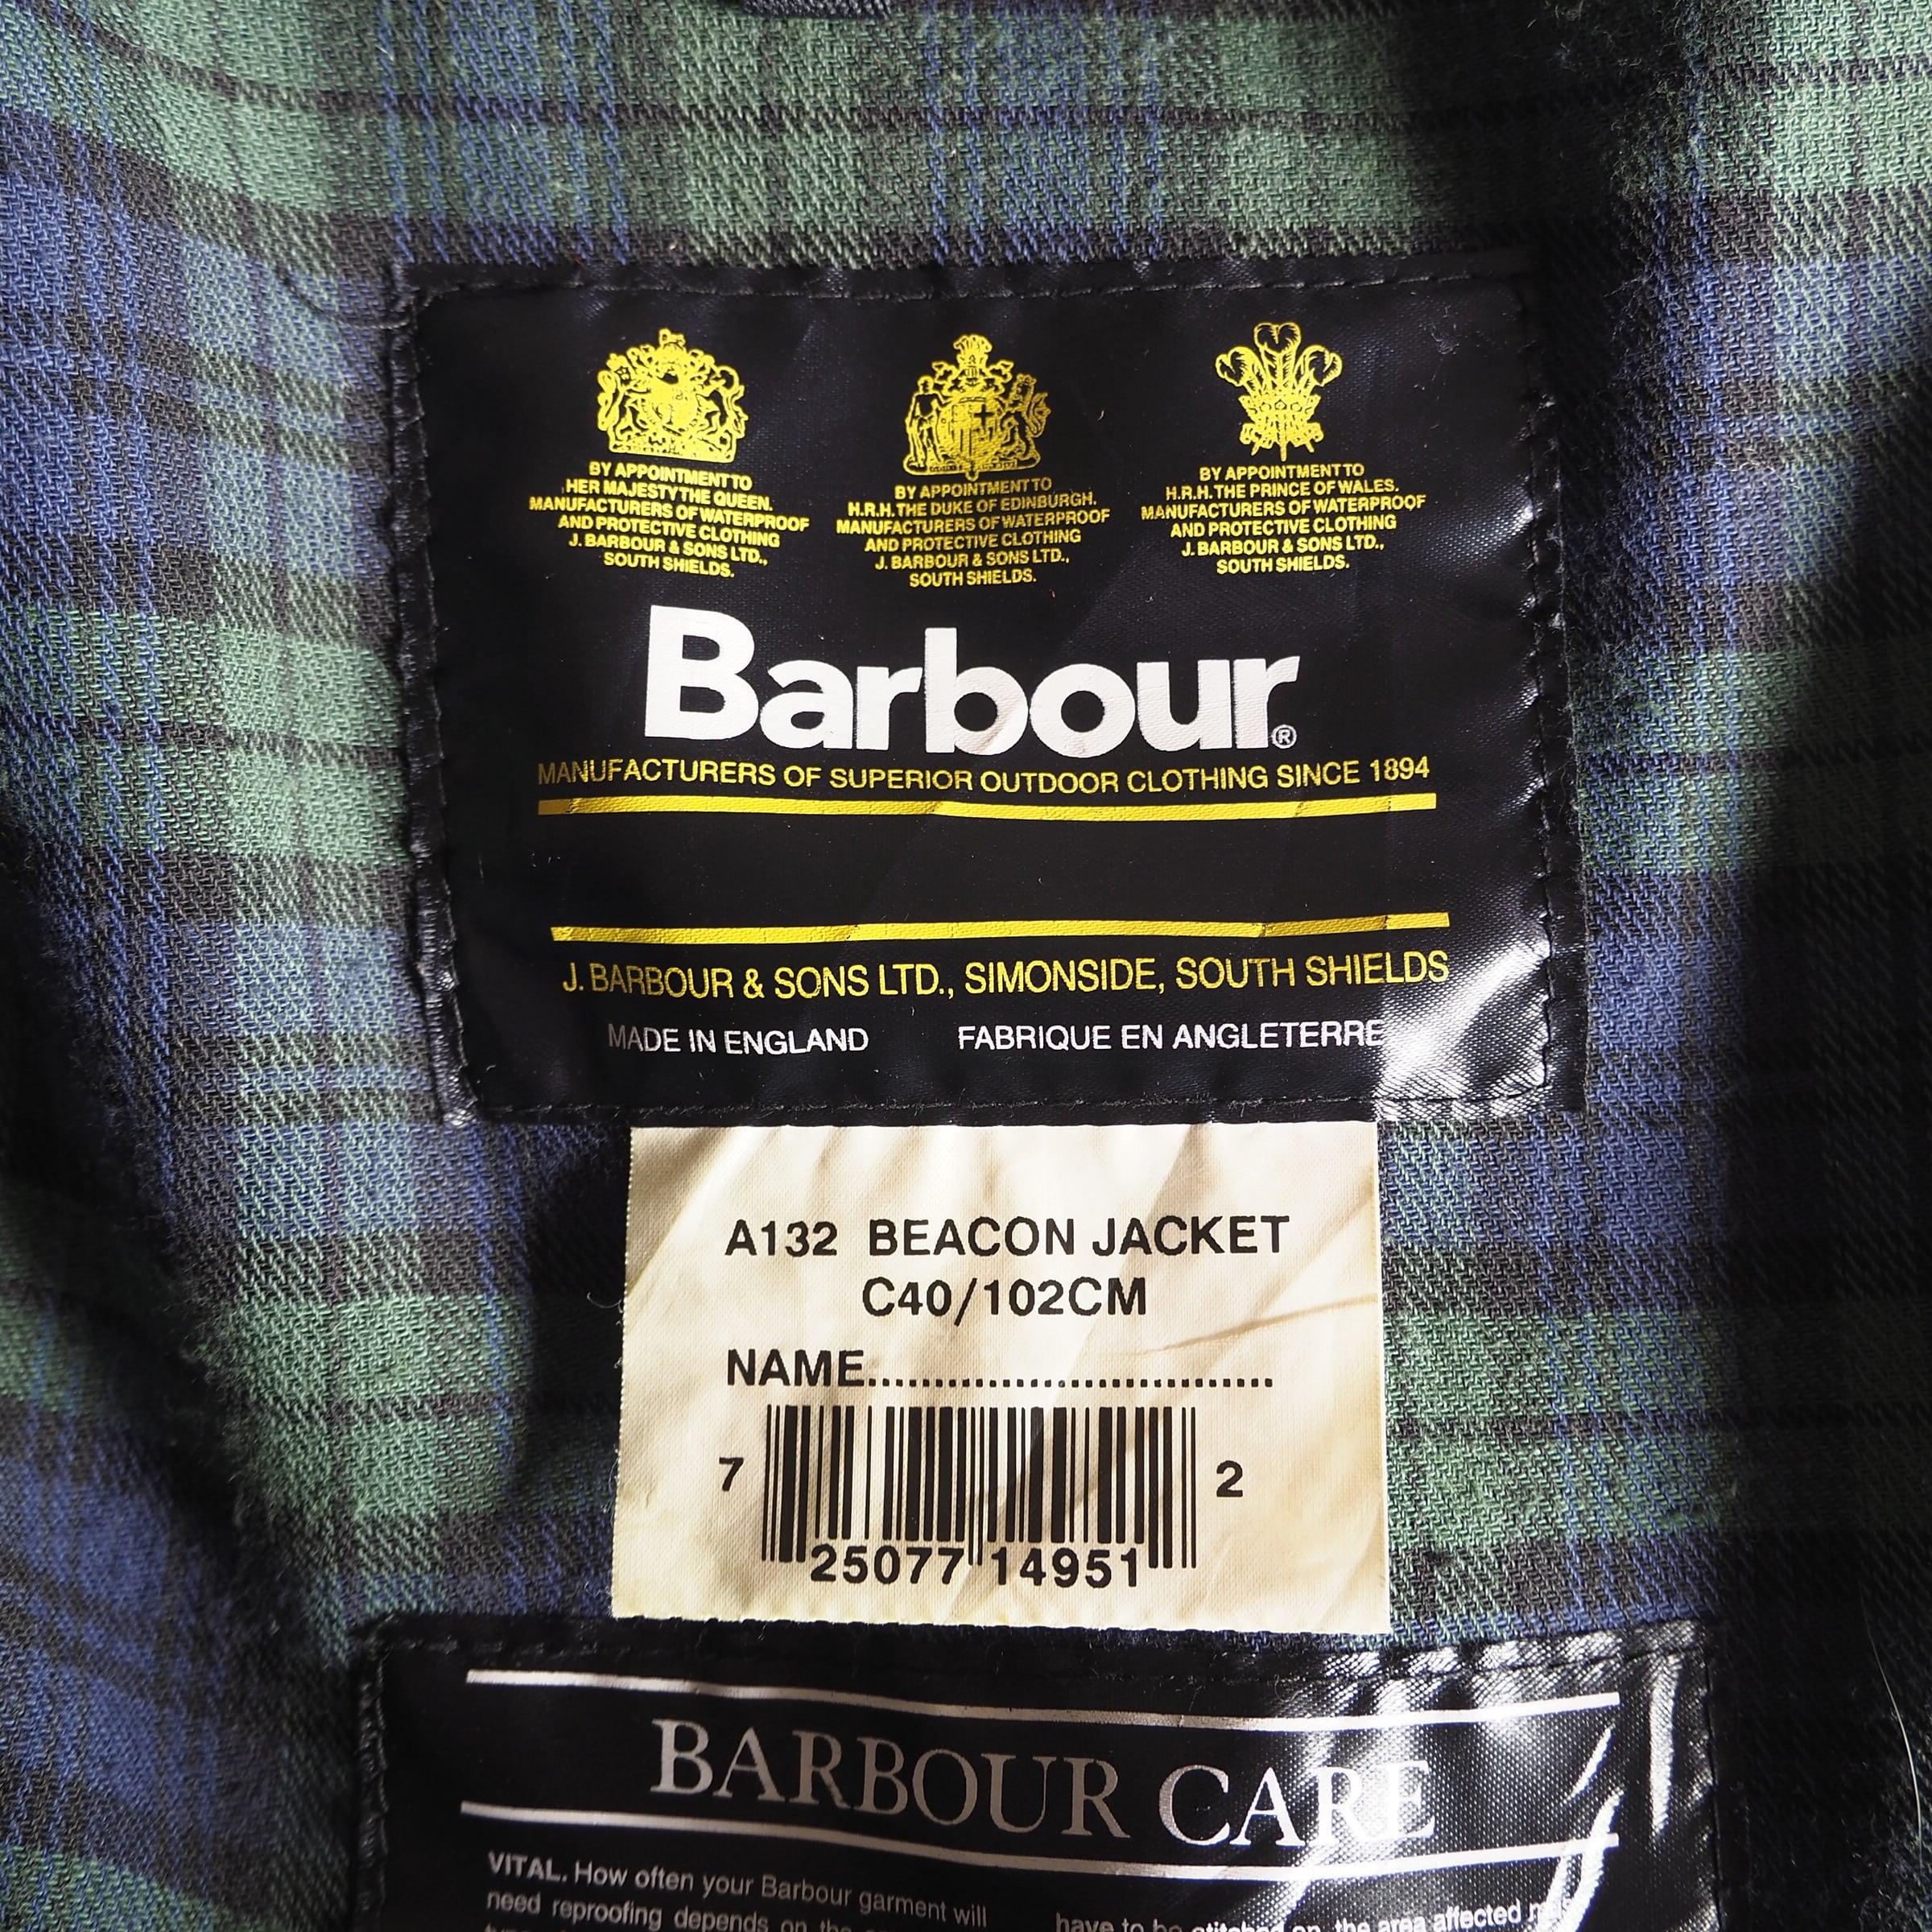 BY APPOINTMENT TO
HER MAJESTY THE QUEEN.
MANUFACTURERS OF WATERPROOF
AND PROTECTIVE CLOTHING
J. BARBOUR & SONS LTD.,
SOUTH SHIELDS.
BY APPOINTMENT TO
H.R.H. THE DUKE OF EDINBURGH.
MANUFACTURERS OF WATERPROOF
AND PROTECTIVE CLOTHING
J. BARBOUR & SONS LTD.,
SOUTH SHIELDS.
BY APPOINTMENT TO
H.R.H. THE PRINCE OF WALES.
MANUFACTURERS OF WATERPROOF
AND PROTECTIVE CLOTHING
J. BARBOUR & SONS LTD.,
SOUTH SHIELDS.
Barbour®
MANUFACTURERS OF SUPERIOR OUTDOOR CLOTHING SINCE 1894
J. BARBOUR & SONS LTD., SIMONSIDE, SOUTH SHIELDS
MADE IN ENGLAND FABRIQUE EN ANGLETERRE
A132 BEACON JACKET
C40/102CM
NAME..............................
7 25077 14951 2
BARBOUR CARE
VITAL. How often your Barbour garment will
need reproofing depends on the
have to be stitched on, the area affected